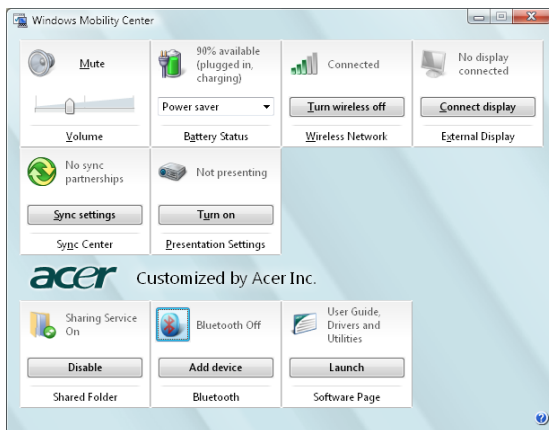 Windows Mobility Center
Mute
Volume
90% available
(plugged in,
charging)
Power saver
Battery Status
Connected
Turn wireless off
Wireless Network
No display
connected
Connect display
External Display
No sync
partnerships
Sync settings
Sync Center
Not presenting
Turn on
Presentation Settings
acer Customized by Acer Inc.
Sharing Service
On
Disable
Shared Folder
Bluetooth Off
Add device
Bluetooth
User Guide,
Drivers and
Utilities
Launch
Software Page
?